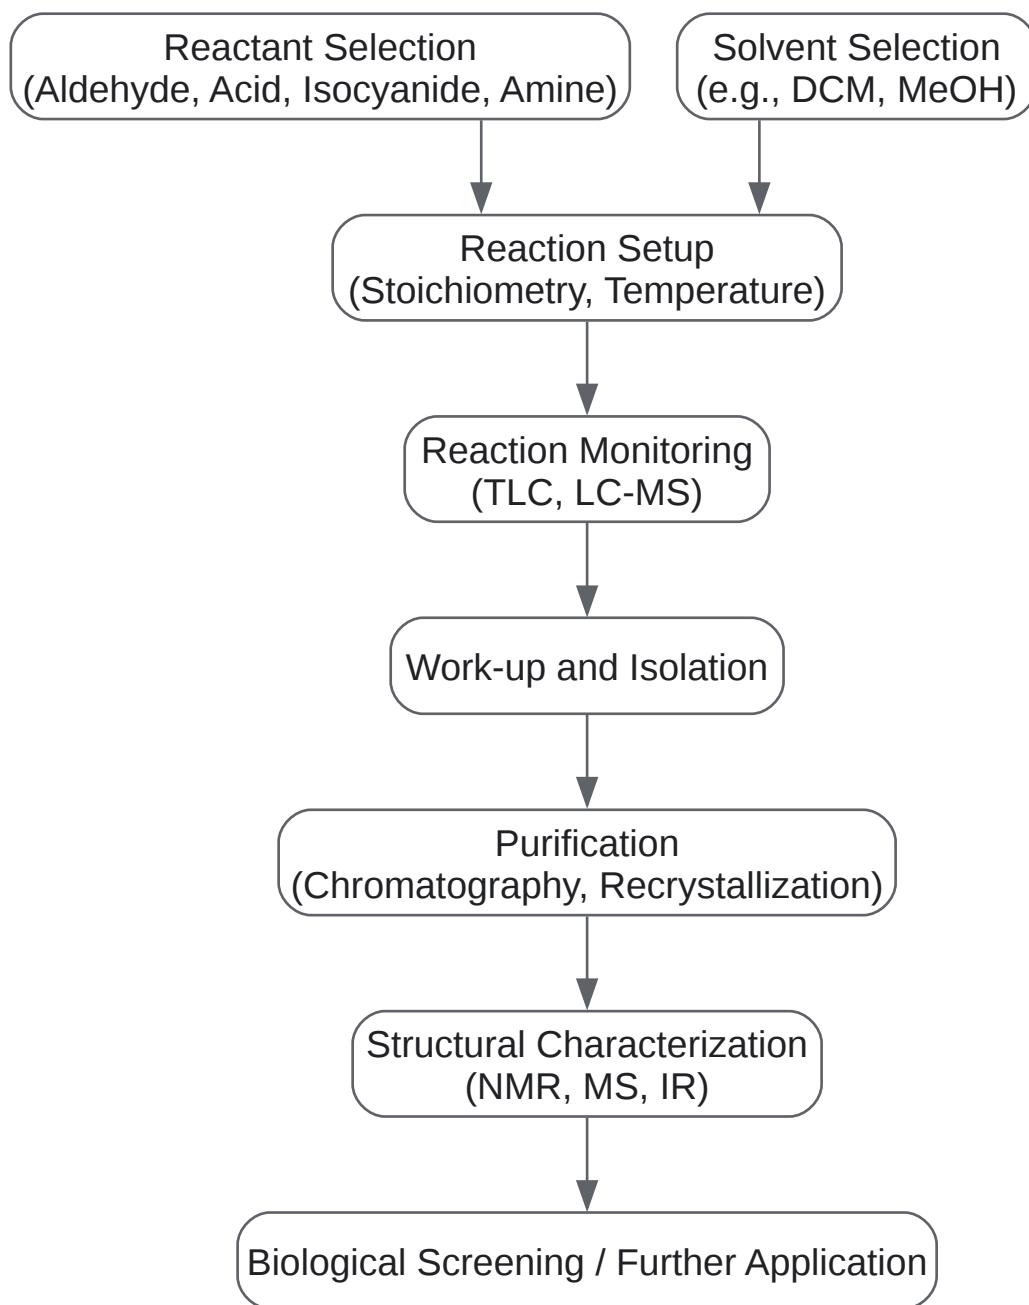 Reactant Selection
(Aldehyde, Acid, Isocyanide, Amine)
Solvent Selection
(e.g., DCM, MeOH)
Reaction Setup
(Stoichiometry, Temperature)
Reaction Monitoring
(TLC, LC-MS)
Work-up and Isolation
Purification
(Chromatography, Recrystallization)
Structural Characterization
(NMR, MS, IR)
Biological Screening / Further Application